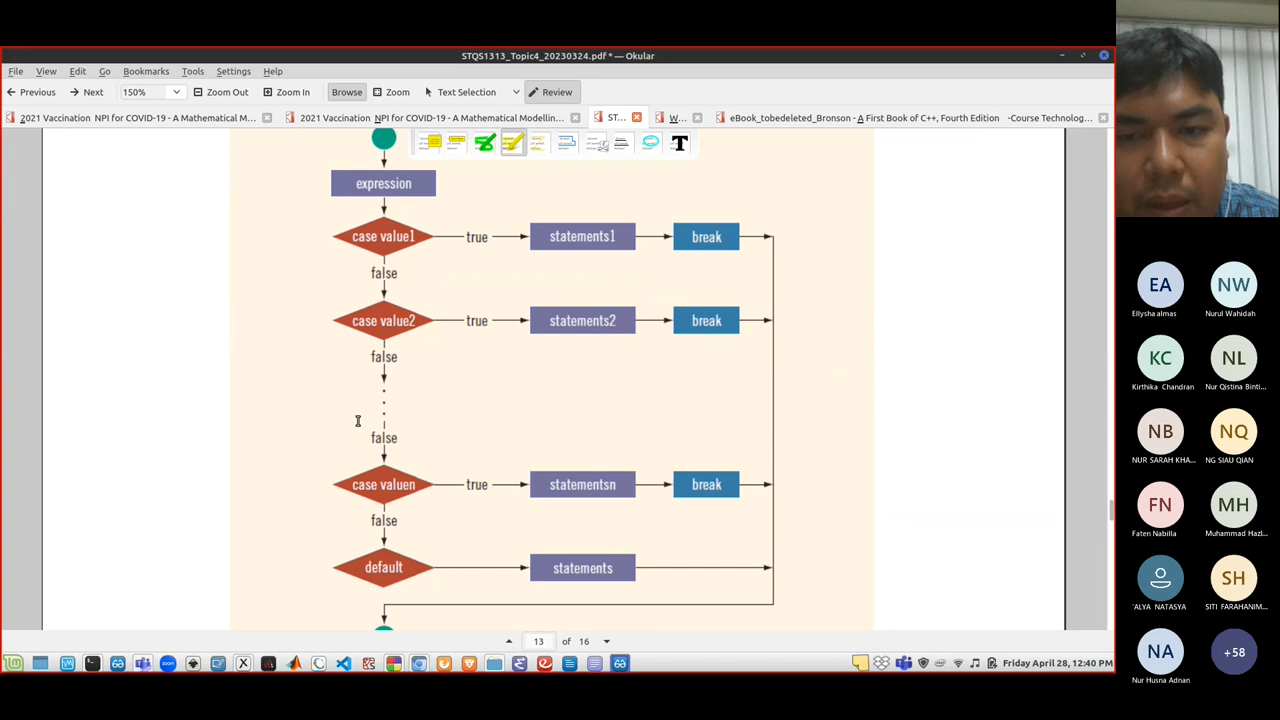 STQS1313_Topic4_20230324.pdf * — Okular
File View Edit Go Bookmarks Tools Settings Help
Previous Next 150% Zoom Out Zoom In Browse Zoom Text Selection Review
2021 Vaccination NPI for COVID-19 - A Mathematical M... 2021 Vaccination_NPI for COVID-19 - A Mathematical Modellin... ST... W... eBook_tobedeleted_Bronson - A First Book of C++, Fourth Edition -Course Technolog...
T
expression
case value1 true statements1 break
false
case value2 true statements2 break
false
.
.
.
false
case valuen true statementsn break
false
default statements
13 of 16
Friday April 28, 12:40 PM
EA NW
Ellysha almas Nurul Wahidah
KC NL
Kirthika Chandran Nur Qistina Binti...
NB NQ
NUR SARAH KHA... NG SIAU QIAN
FN MH
Faten Nabilla Muhammad Hazi...
SH
'ALYA NATASYA SITI FARAHANIM...
NA +58
Nur Husna Adnan